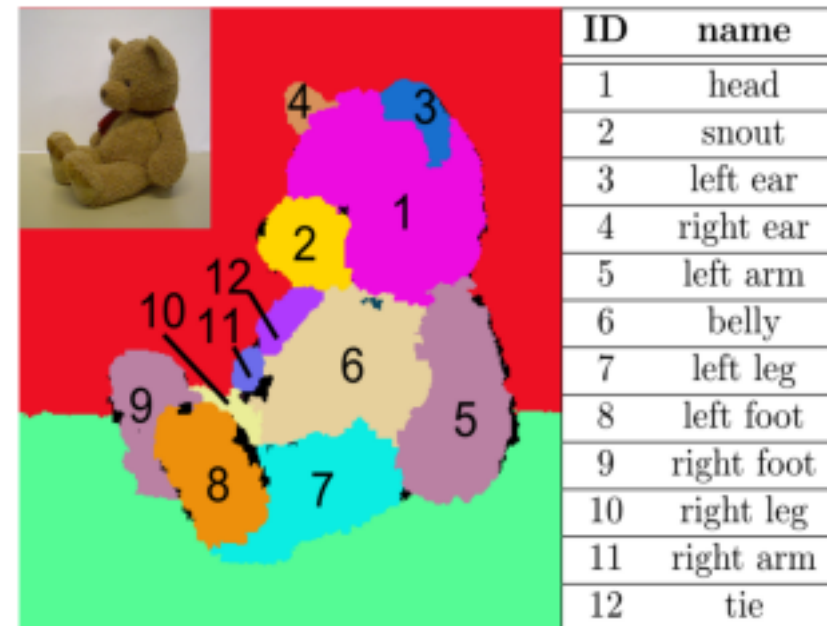 4
3
1
2
12
10
11
6
9
5
8
7
ID name
1 head
2 snout
3 left ear
4 right ear
5 left arm
6 belly
7 left leg
8 left foot
9 right foot
10 right leg
11 right arm
12 tie